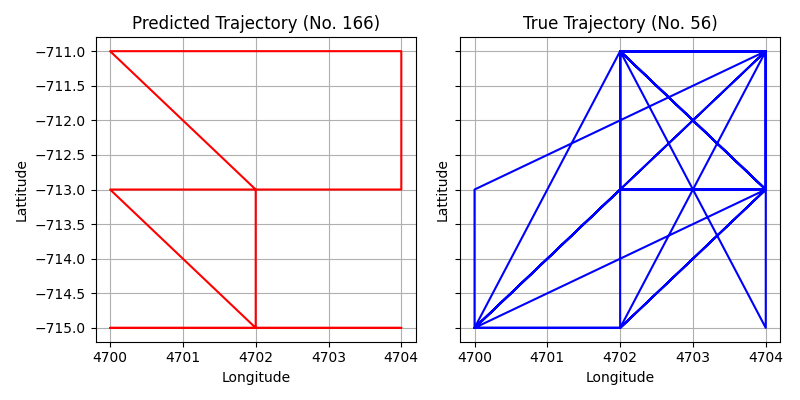 Predicted Trajectory (No. 166)
True Trajectory (No. 56)
−711.0
−711.5
−712.0
−712.5
−713.0
−713.5
−714.0
−714.5
−715.0
Lattitude
Lattitude
4700 4701 4702 4703 4704
4700 4701 4702 4703 4704
Longitude
Longitude